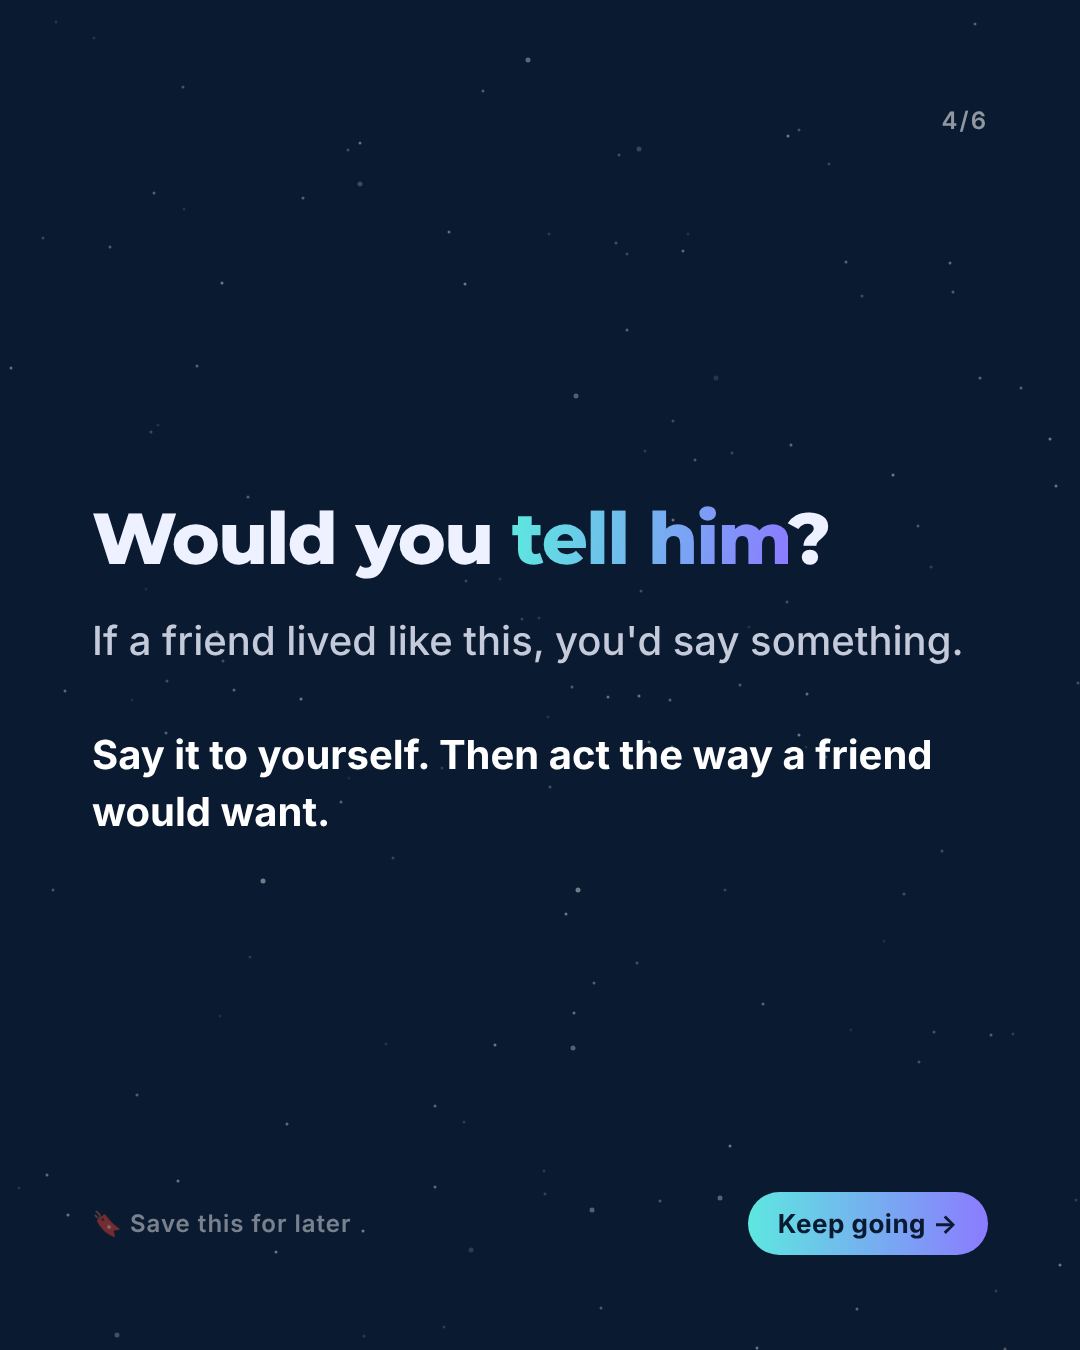 4/6
Would you tell him?
If a friend lived like this, you'd say something.
Say it to yourself. Then act the way a friend
would want.
🔖 Save this for later
Keep going →